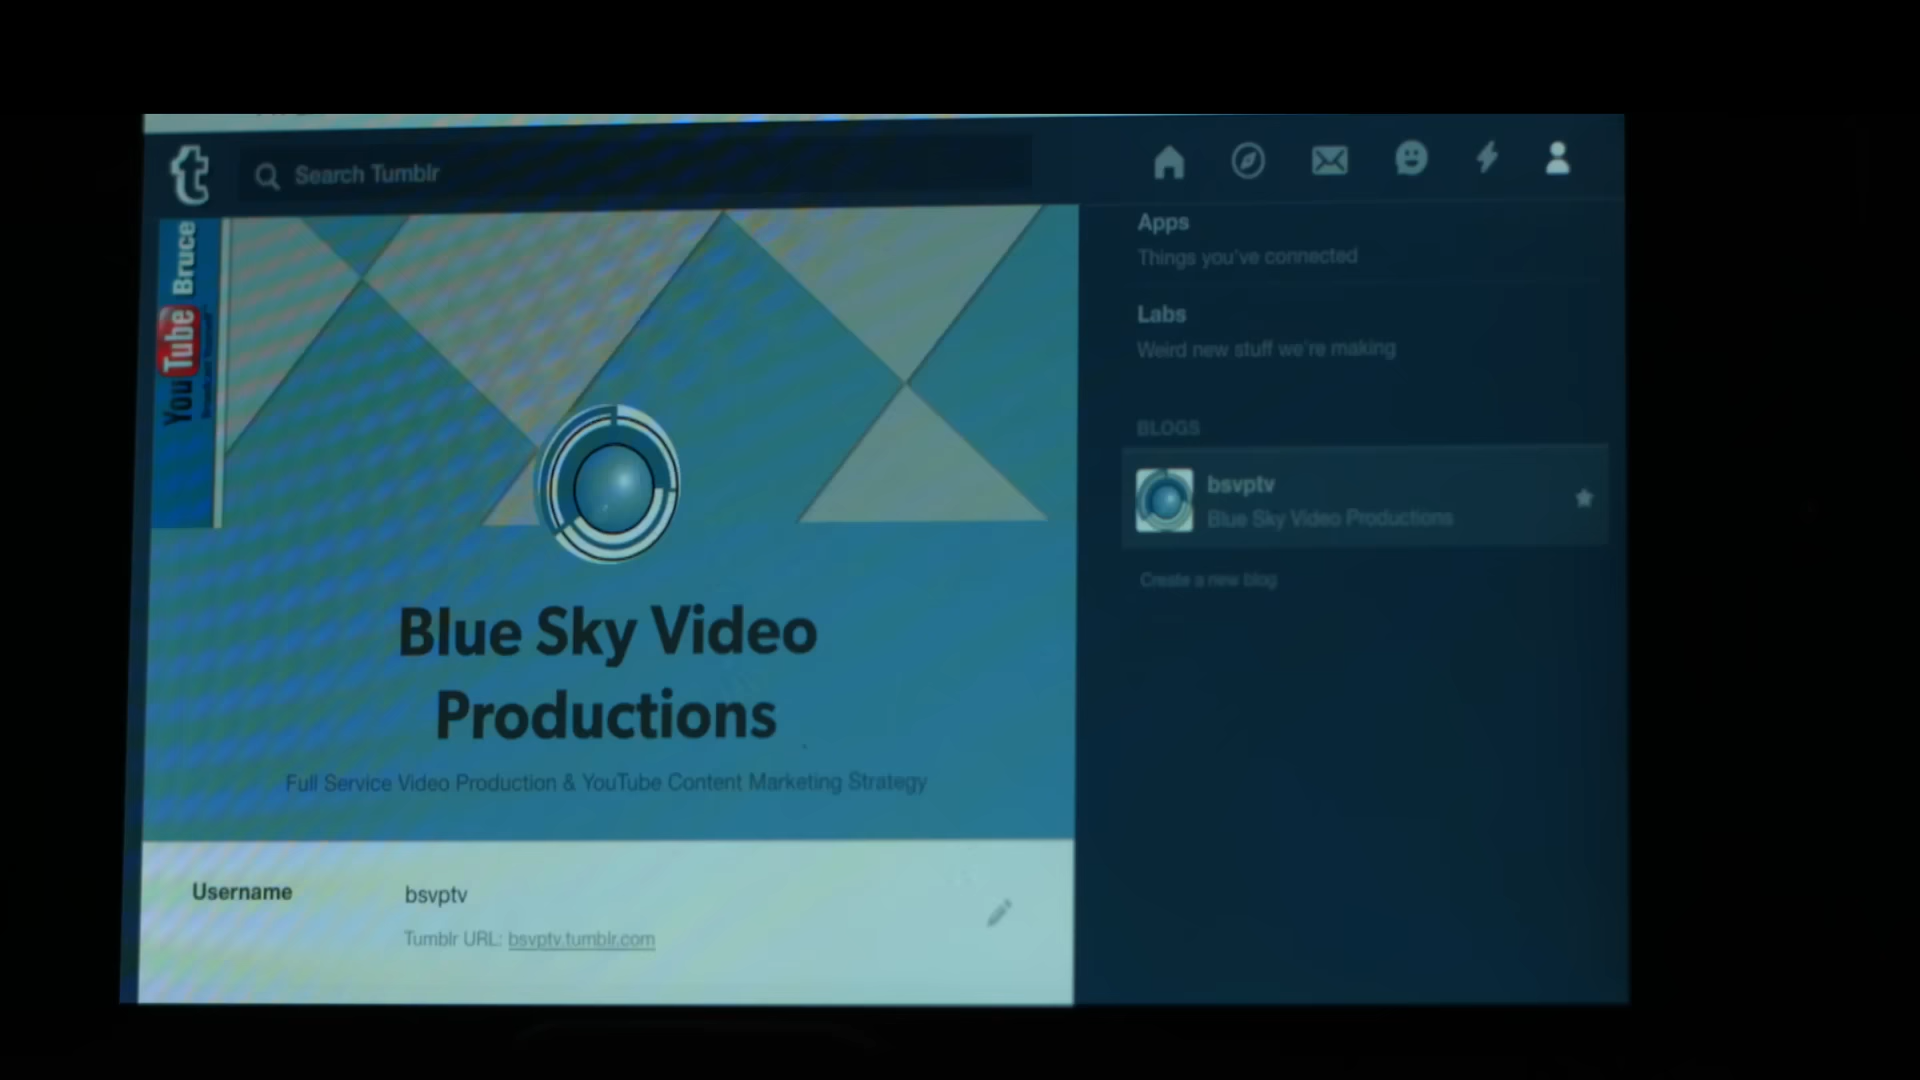 Search Tumblr
YouTube Bruce
Blue Sky Video
Productions
Full Service Video Production & YouTube Content Marketing Strategy
Username
bsvptv
Tumblr URL: bsvptv.tumblr.com
Apps
Things you've connected
Labs
Weird new stuff we're making
BLOGS
bsvptv
Blue Sky Video Productions
Create a new blog